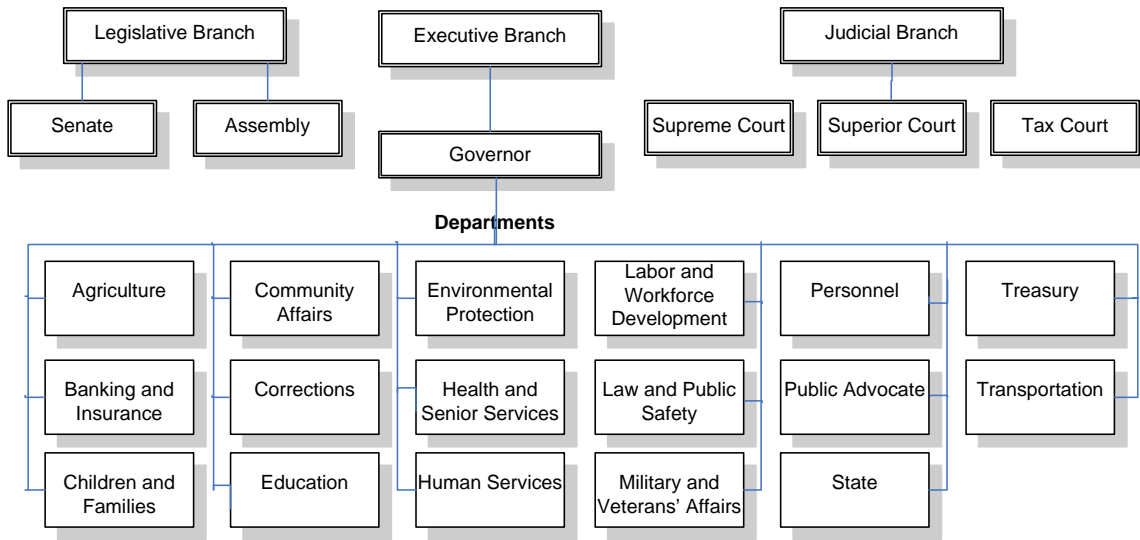 Legislative Branch
Executive Branch
Judicial Branch
Senate
Assembly
Governor
Supreme Court
Superior Court
Tax Court
Departments
Agriculture
Community
Affairs
Environmental
Protection
Labor and
Workforce
Development
Personnel
Treasury
Banking and
Insurance
Corrections
Health and
Senior Services
Law and Public
Safety
Public Advocate
Transportation
Children and
Families
Education
Human Services
Military and
Veterans’ Affairs
State